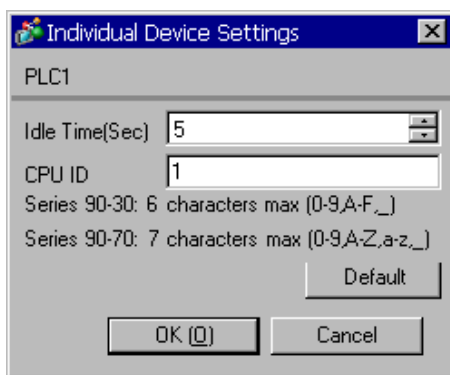 Individual Device Settings
PLC1
Idle Time(Sec) 5
CPU ID 1
Series 90-30: 6 characters max (0-9,A-F,_)
Series 90-70: 7 characters max (0-9,A-Z,a-z,_)
Default
OK (O) Cancel